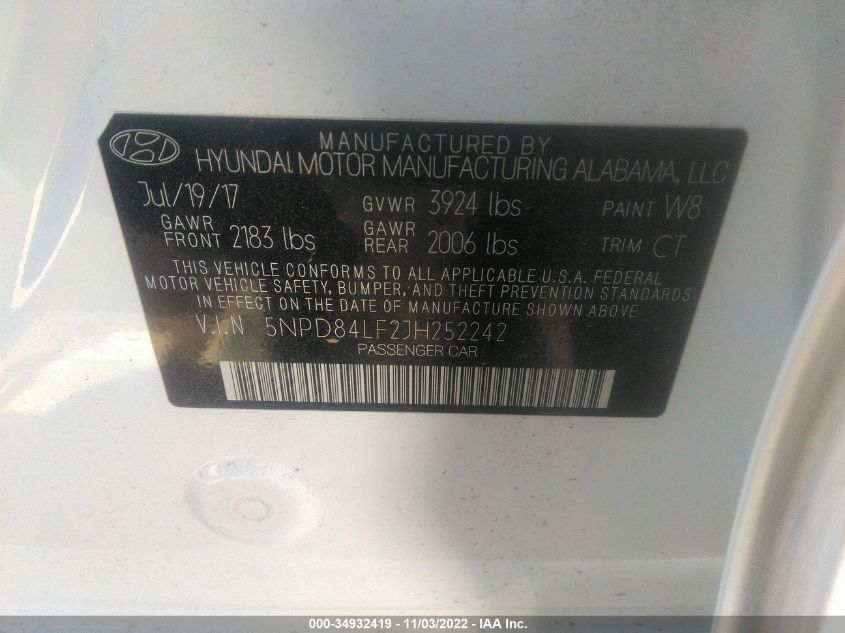 MANUFACTURED BY
HYUNDAI MOTOR MANUFACTURING ALABAMA, LLC
Jul/19/17 GVWR 3924 lbs PAINT W8
GAWR FRONT 2183 lbs GAWR REAR 2006 lbs TRIM CT
THIS VEHICLE CONFORMS TO ALL APPLICABLE U.S.A. FEDERAL
MOTOR VEHICLE SAFETY, BUMPER, AND THEFT PREVENTION STANDARDS
IN EFFECT ON THE DATE OF MANUFACTURE SHOWN ABOVE.
V.I.N 5NPD84LF2JH252242
PASSENGER CAR
000-34932419 - 11/03/2022 - IAA Inc.